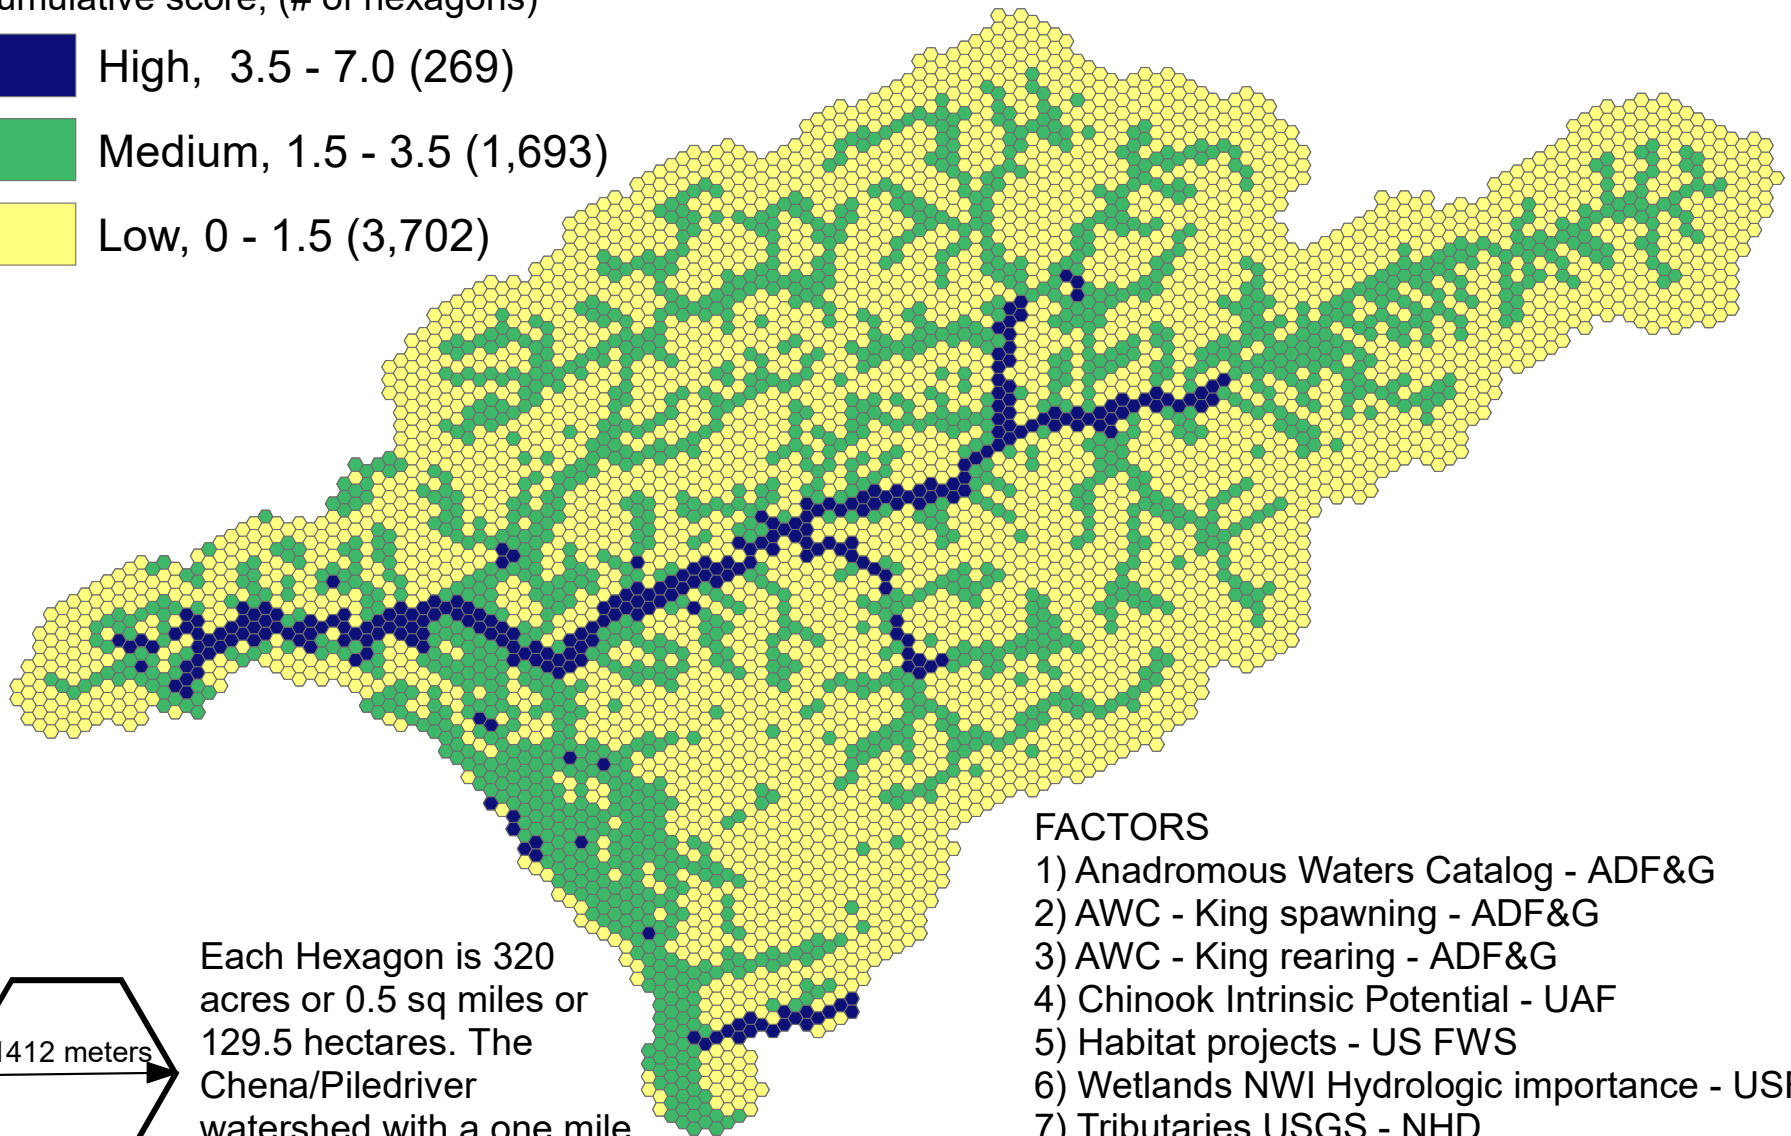 score, (# of hexagons)
High, 3.5 - 7.0 (269)
Medium, 1.5 - 3.5 (1,693)
Low, 0 - 1.5 (3,702)
Each Hexagon is 320
acres or 0.5 sq miles or
129.5 hectares. The
Chena/Piledriver
watershed with a one mile
1412 meters
FACTORS
1) Anadromous Waters Catalog - ADF&G
2) AWC - King spawning - ADF&G
3) AWC - King rearing - ADF&G
4) Chinook Intrinsic Potential - UAF
5) Habitat projects - US FWS
6) Wetlands NWI Hydrologic importance -
7) Tributaries USGS - NHD